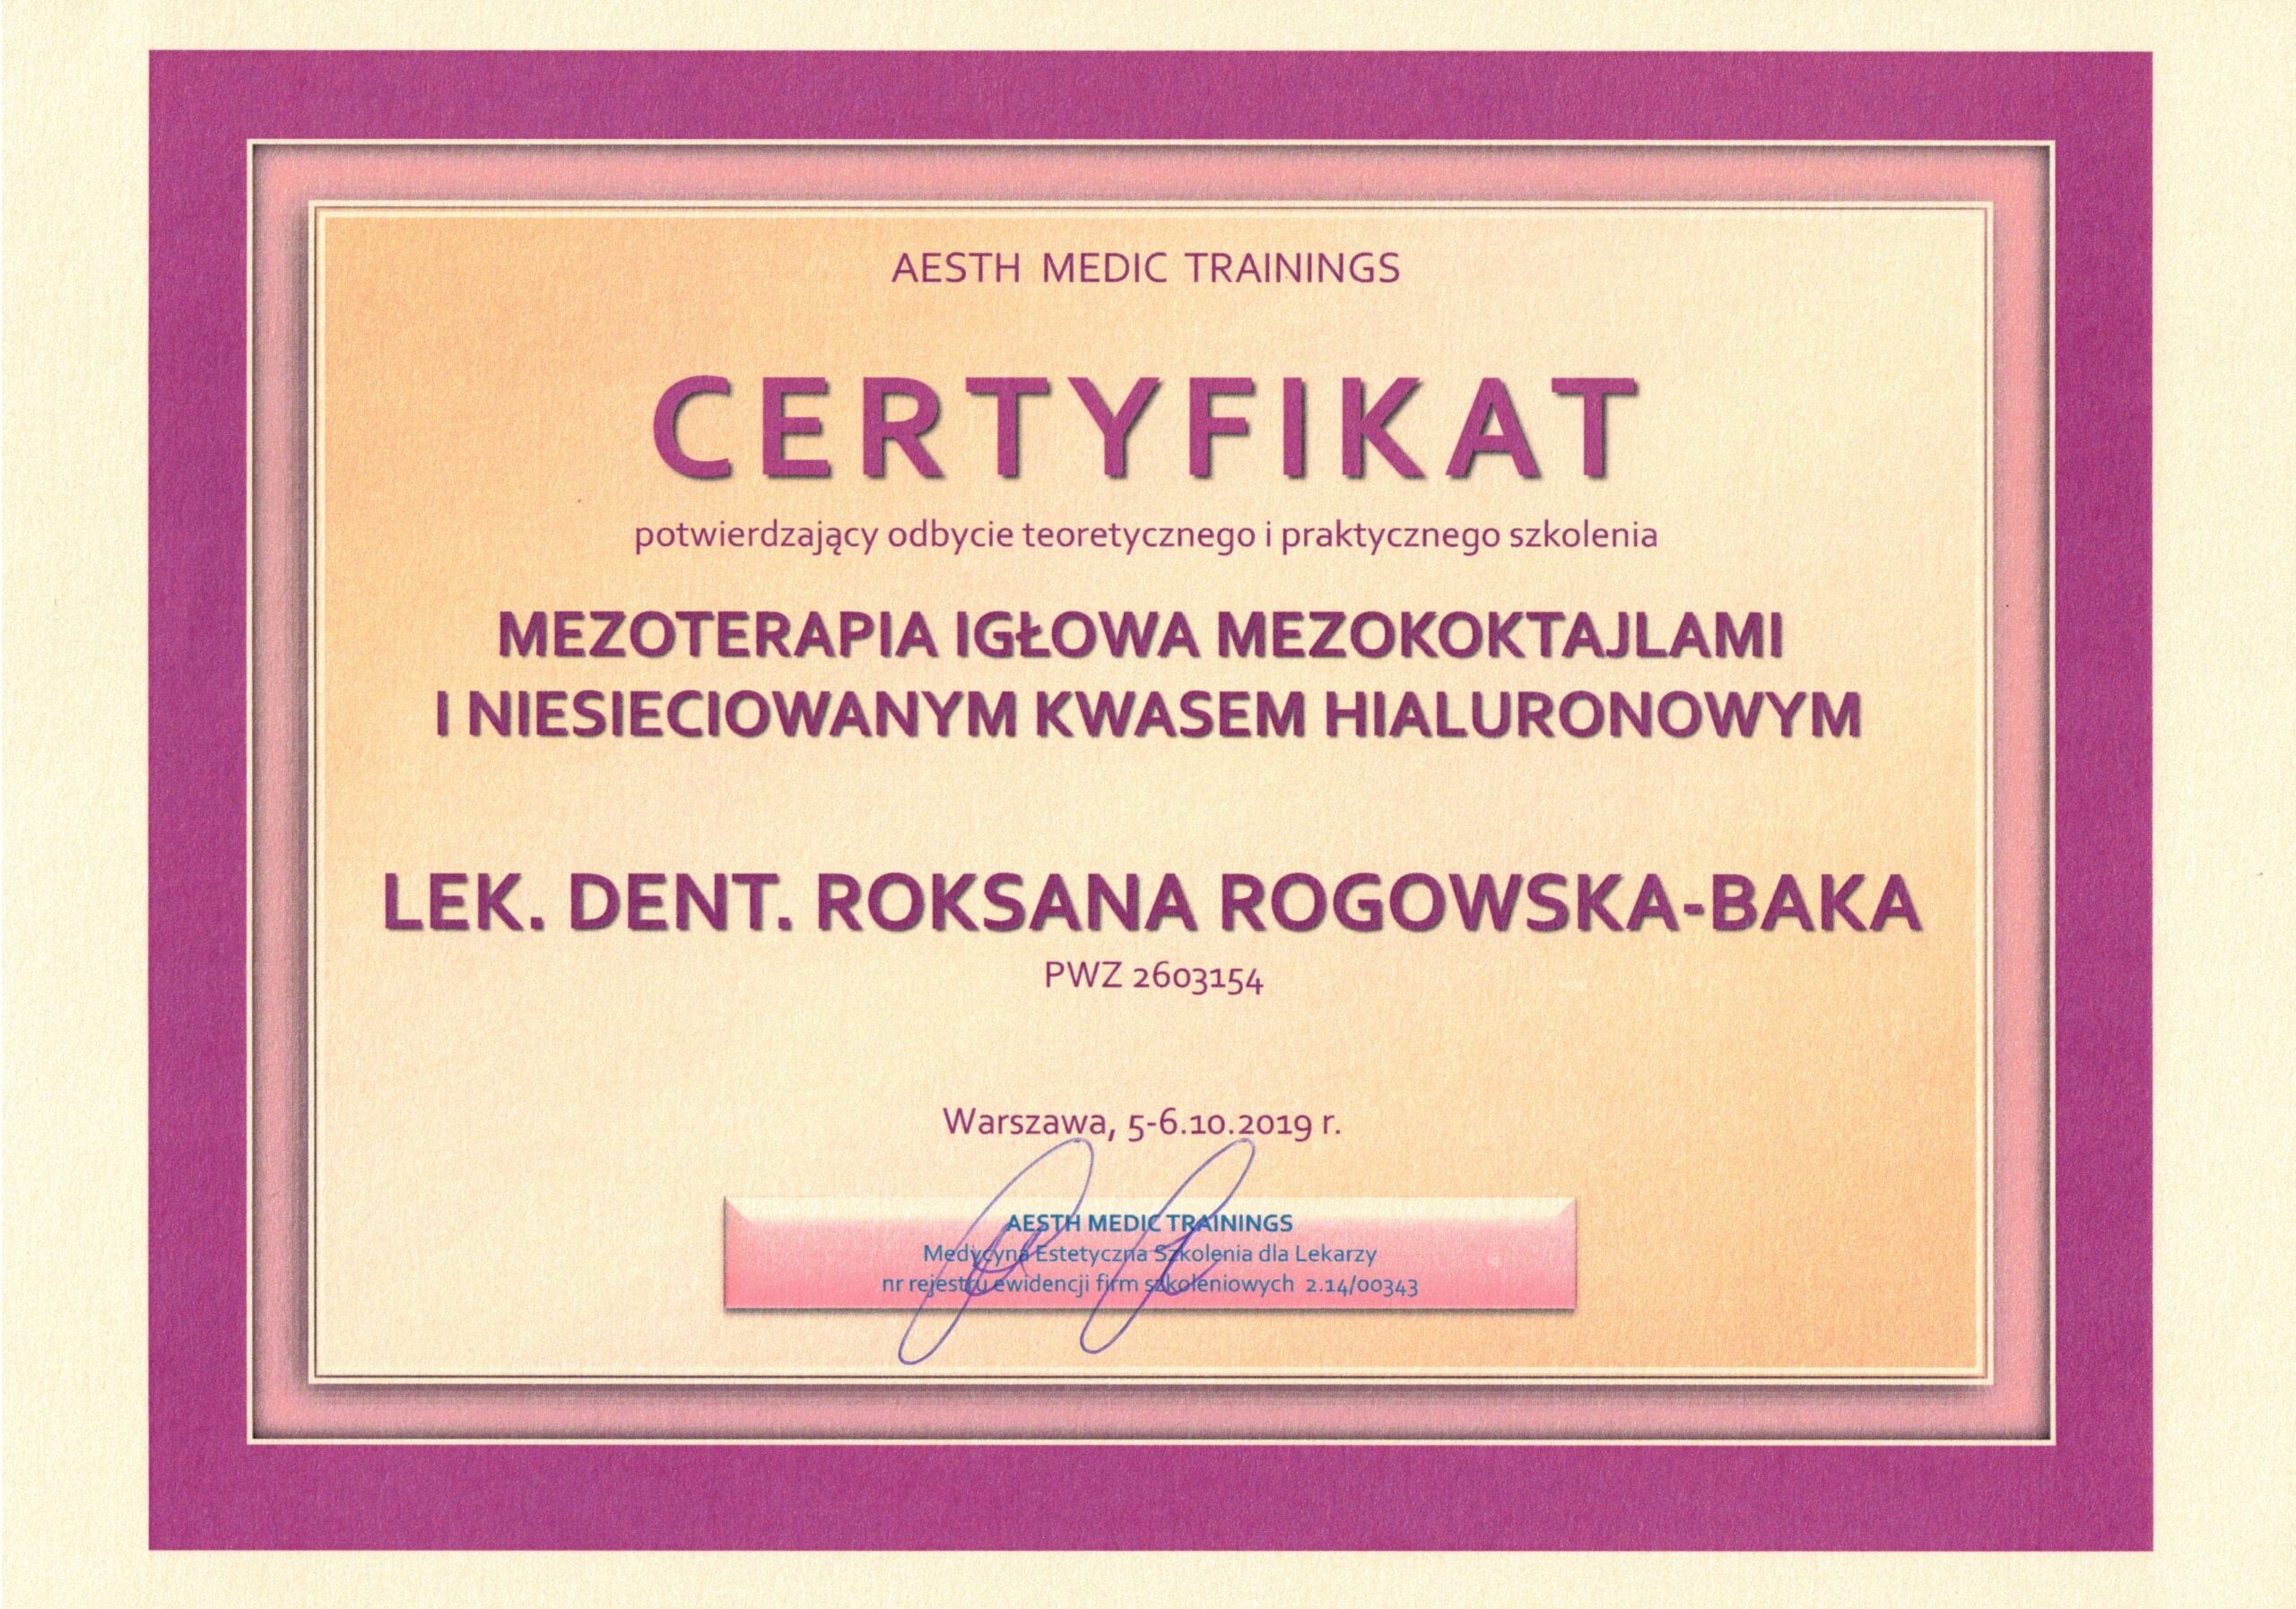 AESTH MEDIC TRAININGS
CERTYFIKAT
potwierdzający odbycie teoretycznego i praktycznego szkolenia
MEZOTERAPIA IGŁOWA MEZOKOKTAJLAMI
I NIESIECIOWANYM KWASEM HIALURONOWYM
LEK. DENT. ROKSANA ROGOWSKA-BAKA
PWZ 2603154
Warszawa, 5-6.10.2019 r.
AESTH MEDIC TRAININGS
Medycyna Estetyczna Szkolenia dla Lekarzy
nr rejestru ewidencji firm szkoleniowych 2.14/00343